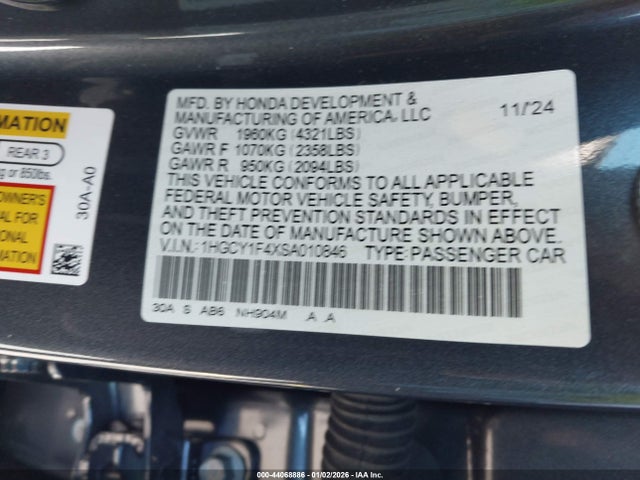 MATION
REAR 3
g or 850lbs.
WNER'S
AL FOR
ONAL
ATION
30A-A0
MFD. BY HONDA DEVELOPMENT &
MANUFACTURING OF AMERICA, LLC
11/24
GVWR 1960KG (4321LBS)
GAWR F 1070KG (2358LBS)
GAWR R 950KG (2094LBS)
THIS VEHICLE CONFORMS TO ALL APPLICABLE
FEDERAL MOTOR VEHICLE SAFETY, BUMPER,
AND THEFT PREVENTION STANDARDS IN EFFECT
ON THE DATE OF MANUFACTURE SHOWN ABOVE.
V.I.N.: 1HGCY1F4XSA010846 TYPE: PASSENGER CAR
30A S AB6 NH904M .A .A
000-44068886 - 01/02/2026 - IAA Inc.